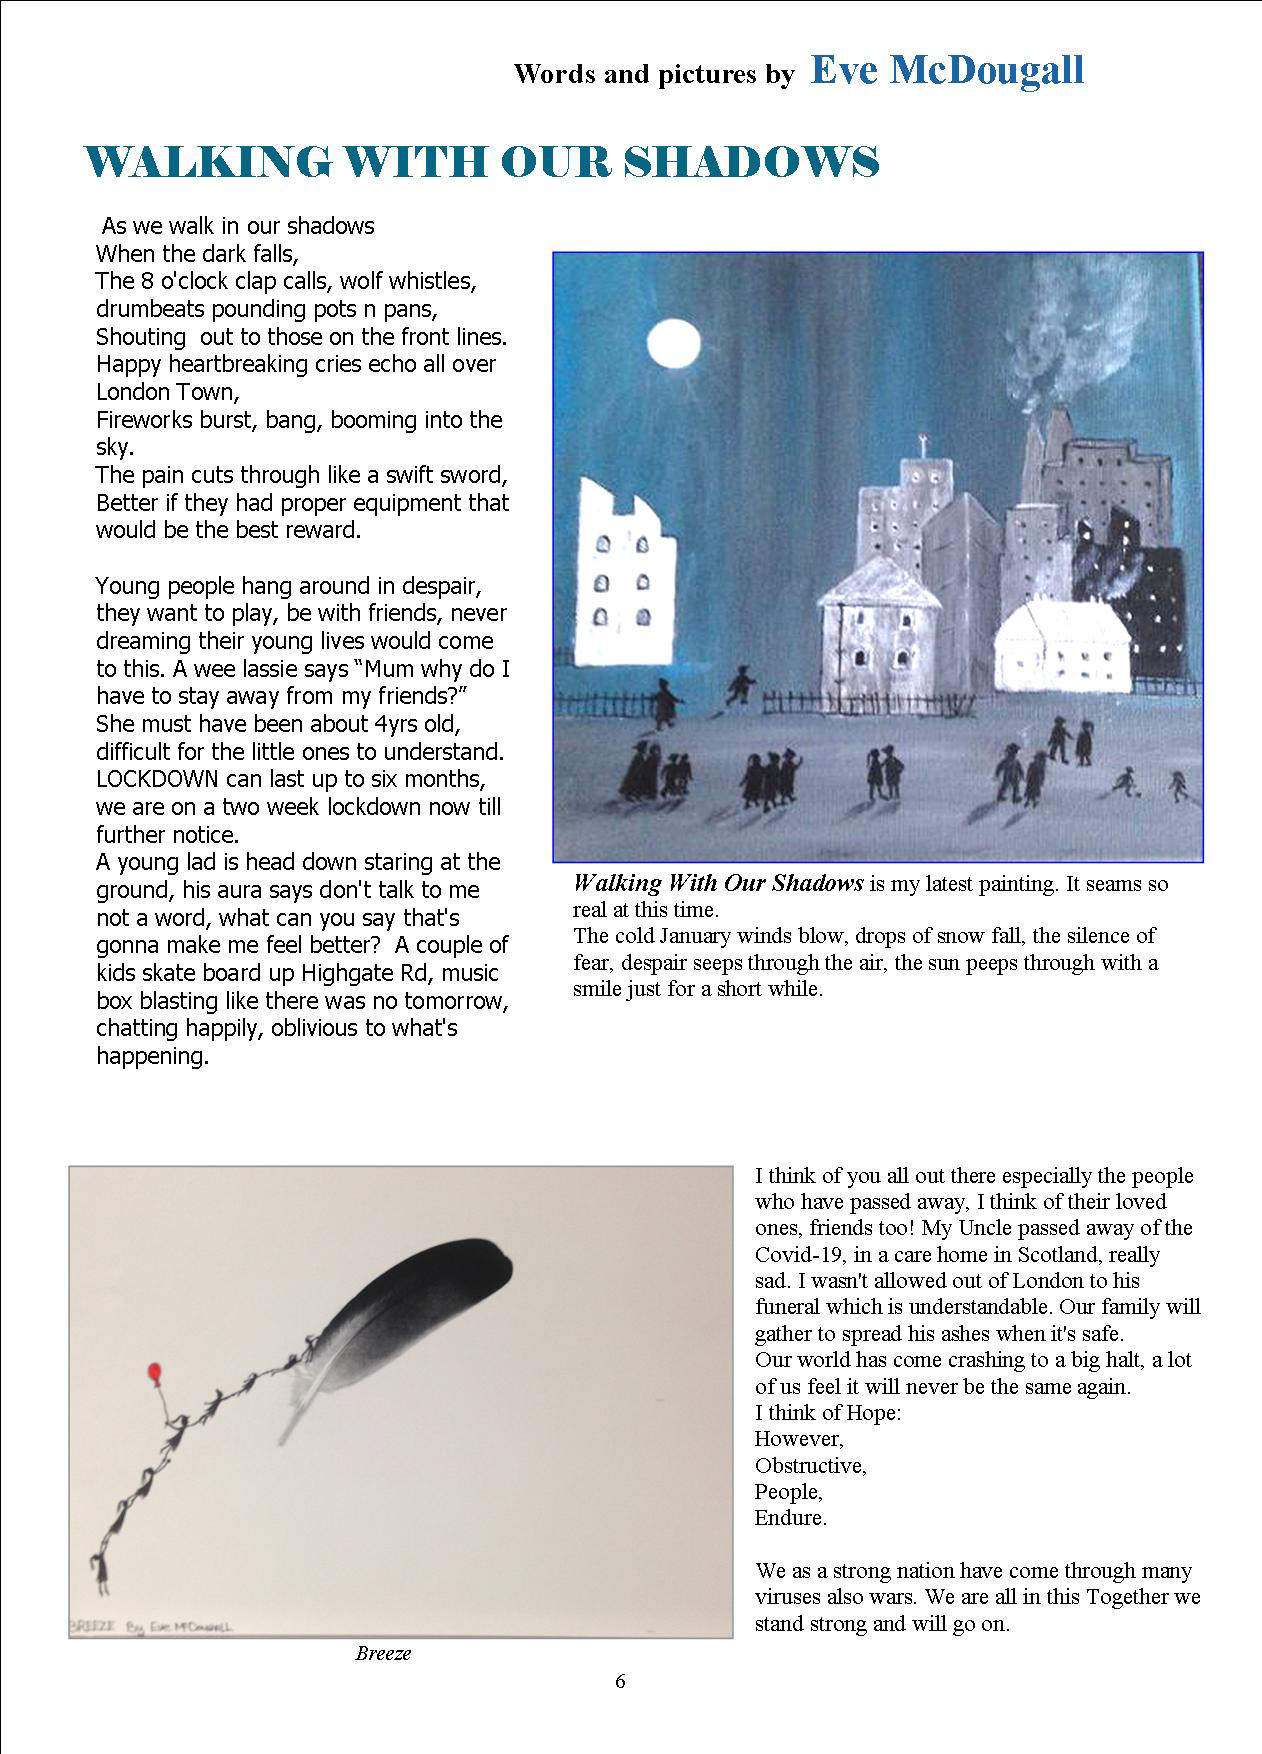 Words and pictures by Eve McDougall
WALKING WITH OUR SHADOWS
As we walk in our shadows
When the dark falls,
The 8 o'clock clap calls, wolf whistles,
drumbeats pounding pots n pans,
Shouting  out to those on the front lines.
Happy heartbreaking cries echo all over
London Town,
Fireworks burst, bang, booming into the
sky.
The pain cuts through like a swift sword,
Better if they had proper equipment that
would be the best reward.
Young people hang around in despair,
they want to play, be with friends, never
dreaming their young lives would come
to this. A wee lassie says “Mum why do I
have to stay away from my friends?”
She must have been about 4yrs old,
difficult for the little ones to understand.
LOCKDOWN can last up to six months,
we are on a two week lockdown now till
further notice.
A young lad is head down staring at the
ground, his aura says don't talk to me
not a word, what can you say that's
gonna make me feel better?  A couple of
kids skate board up Highgate Rd, music
box blasting like there was no tomorrow,
chatting happily, oblivious to what's
happening.
Walking With Our Shadows is my latest painting. It seams so
real at this time.
The cold January winds blow, drops of snow fall, the silence of
fear, despair seeps through the air, the sun peeps through with a
smile just for a short while.
BREEZE By Eve McDougall
Breeze
I think of you all out there especially the people
who have passed away, I think of their loved
ones, friends too! My Uncle passed away of the
Covid-19, in a care home in Scotland, really
sad. I wasn't allowed out of London to his
funeral which is understandable. Our family will
gather to spread his ashes when it's safe.
Our world has come crashing to a big halt, a lot
of us feel it will never be the same again.
I think of Hope:
However,
Obstructive,
People,
Endure.
We as a strong nation have come through many
viruses also wars. We are all in this Together we
stand strong and will go on.
6